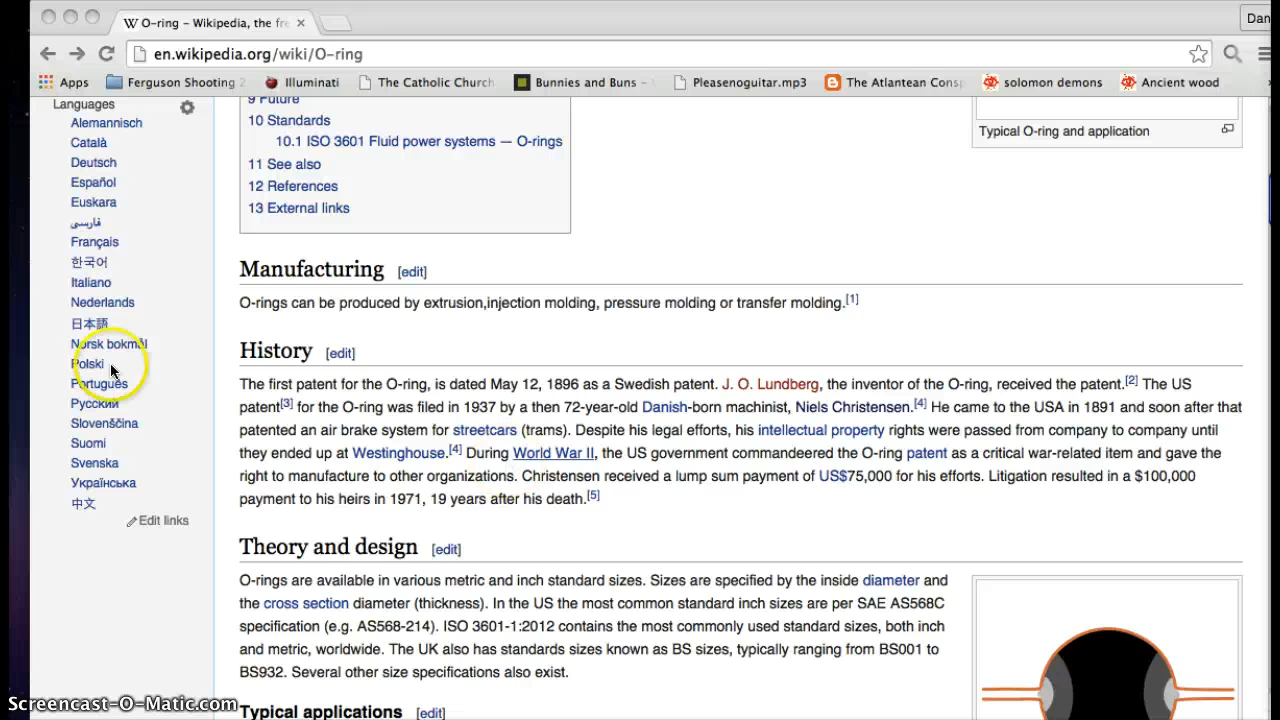 O-ring – Wikipedia, the fre
Dan
en.wikipedia.org/wiki/O-ring
Apps
Ferguson Shooting 2
Illuminati
The Catholic Church
Bunnies and Buns -
Pleasenoguitar.mp3
The Atlantean Consp
solomon demons
Ancient wood
Languages
Alemannisch
Català
Deutsch
Español
Euskara
فارسی
Français
한국어
Italiano
Nederlands
日本語
Norsk bokmål
Polski
Português
Русский
Slovenščina
Suomi
Svenska
Українська
中文
Edit links
9 Future
10 Standards
10.1 ISO 3601 Fluid power systems — O-rings
11 See also
12 References
13 External links
Typical O-ring and application
Manufacturing [edit]
O-rings can be produced by extrusion,injection molding, pressure molding or transfer molding.[1]
History [edit]
The first patent for the O-ring, is dated May 12, 1896 as a Swedish patent. J. O. Lundberg, the inventor of the O-ring, received the patent.[2] The US
patent[3] for the O-ring was filed in 1937 by a then 72-year-old Danish-born machinist, Niels Christensen.[4] He came to the USA in 1891 and soon after that
patented an air brake system for streetcars (trams). Despite his legal efforts, his intellectual property rights were passed from company to company until
they ended up at Westinghouse.[4] During World War II, the US government commandeered the O-ring patent as a critical war-related item and gave the
right to manufacture to other organizations. Christensen received a lump sum payment of US$75,000 for his efforts. Litigation resulted in a $100,000
payment to his heirs in 1971, 19 years after his death.[5]
Theory and design [edit]
O-rings are available in various metric and inch standard sizes. Sizes are specified by the inside diameter and
the cross section diameter (thickness). In the US the most common standard inch sizes are per SAE AS568C
specification (e.g. AS568-214). ISO 3601-1:2012 contains the most commonly used standard sizes, both inch
and metric, worldwide. The UK also has standards sizes known as BS sizes, typically ranging from BS001 to
BS932. Several other size specifications also exist.
Typical applications [edit]
Screencast-O-Matic.com